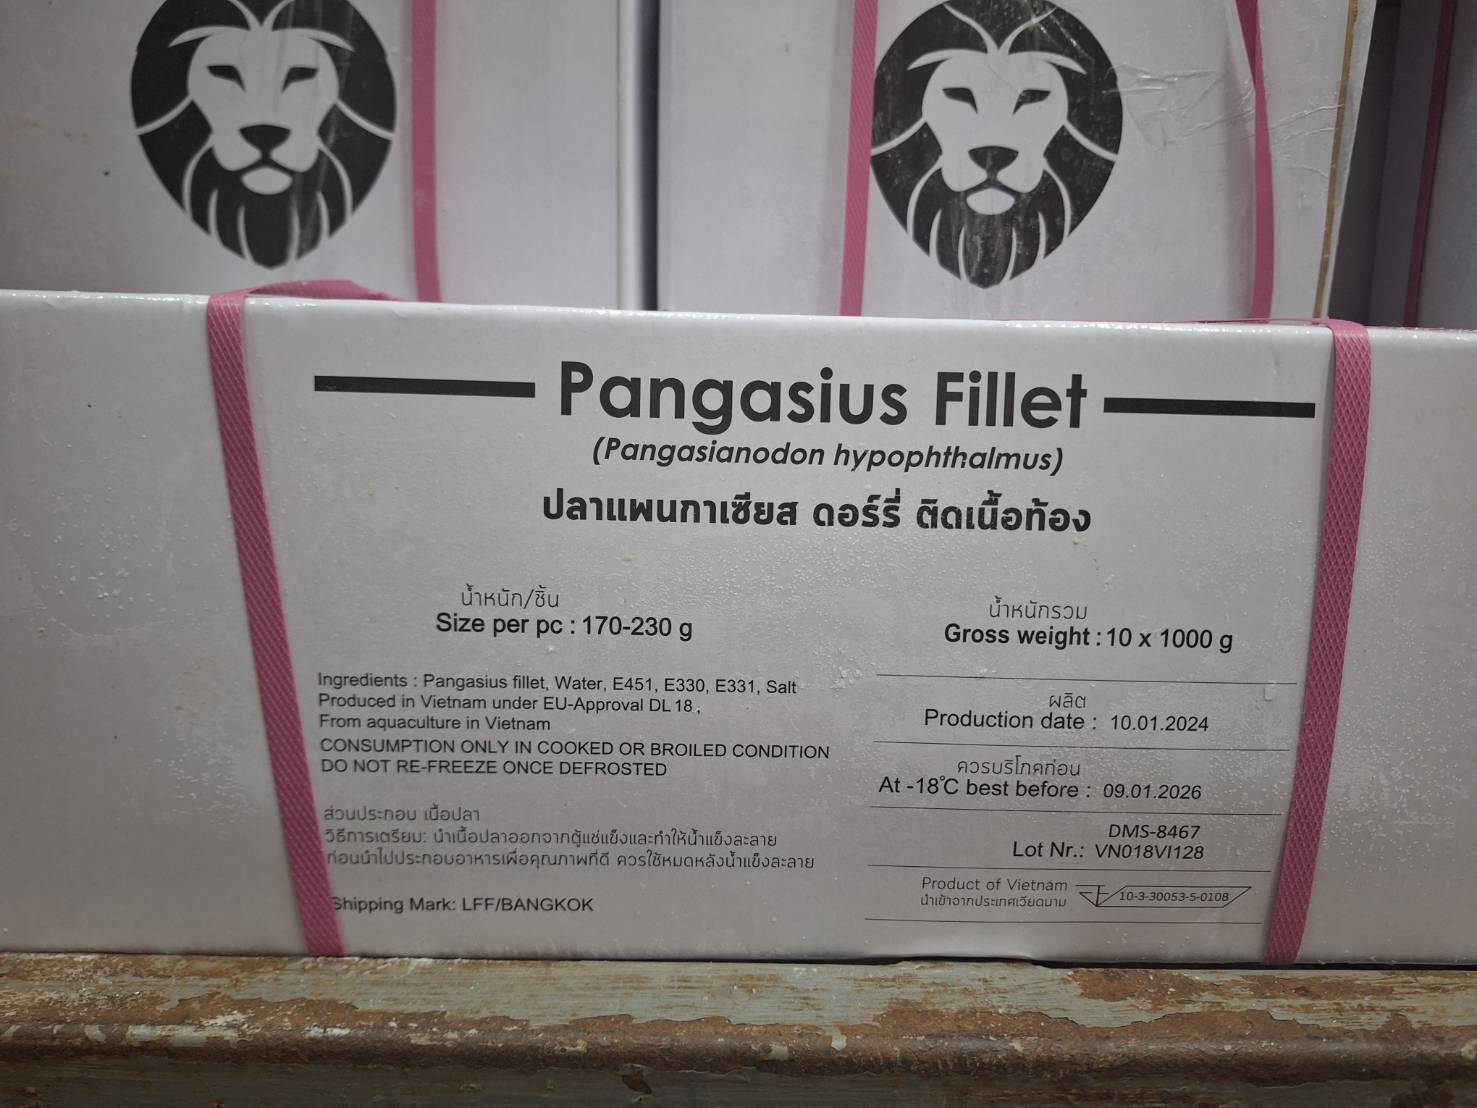 Pangasius Fillet
(Pangasianodon hypophthalmus)
ปลาแพนกาเซียส ดอร์รี่ ติดเนื้อท้อง
น้ำหนัก/ชิ้น
Size per pc : 170-230 g
น้ำหนักรวม
Gross weight : 10 x 1000 g
Ingredients : Pangasius fillet, Water, E451, E330, E331, Salt
Produced in Vietnam under EU-Approval DL 18 ,
From aquaculture in Vietnam
CONSUMPTION ONLY IN COOKED OR BROILED CONDITION
DO NOT RE-FREEZE ONCE DEFROSTED
ส่วนประกอบ เนื้อปลา
วิธีการเตรียม: นำเนื้อปลาออกจากตู้แช่แข็งและทำให้น้ำแข็งละลาย
ก่อนนำไปประกอบอาหารเพื่อคุณภาพที่ดี ควรใช้หมดหลังน้ำแข็งละลาย
Shipping Mark: LFF/BANGKOK
ผลิต
Production date : 10.01.2024
ควรบริโภคก่อน
At -18℃ best before : 09.01.2026
DMS-8467
Lot Nr.: VN018VI128
Product of Vietnam
นำเข้าจากประเทศเวียดนาม
10-3-30053-5-0108